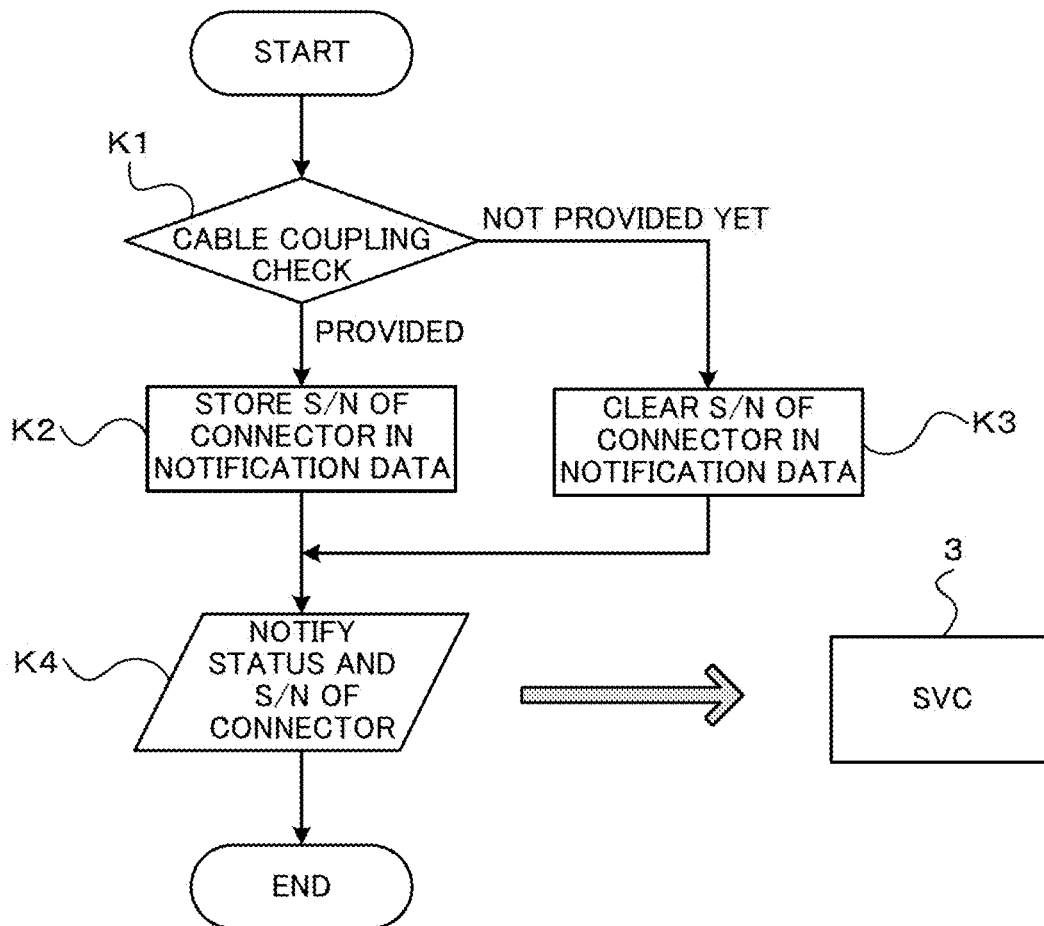 START
K1
CABLE COUPLING
CHECK
NOT PROVIDED YET
PROVIDED
K2
STORE S/N OF
CONNECTOR IN
NOTIFICATION DATA
CLEAR S/N OF
CONNECTOR IN
NOTIFICATION DATA
K3
K4
NOTIFY
STATUS AND
S/N OF
CONNECTOR
3
SVC
END